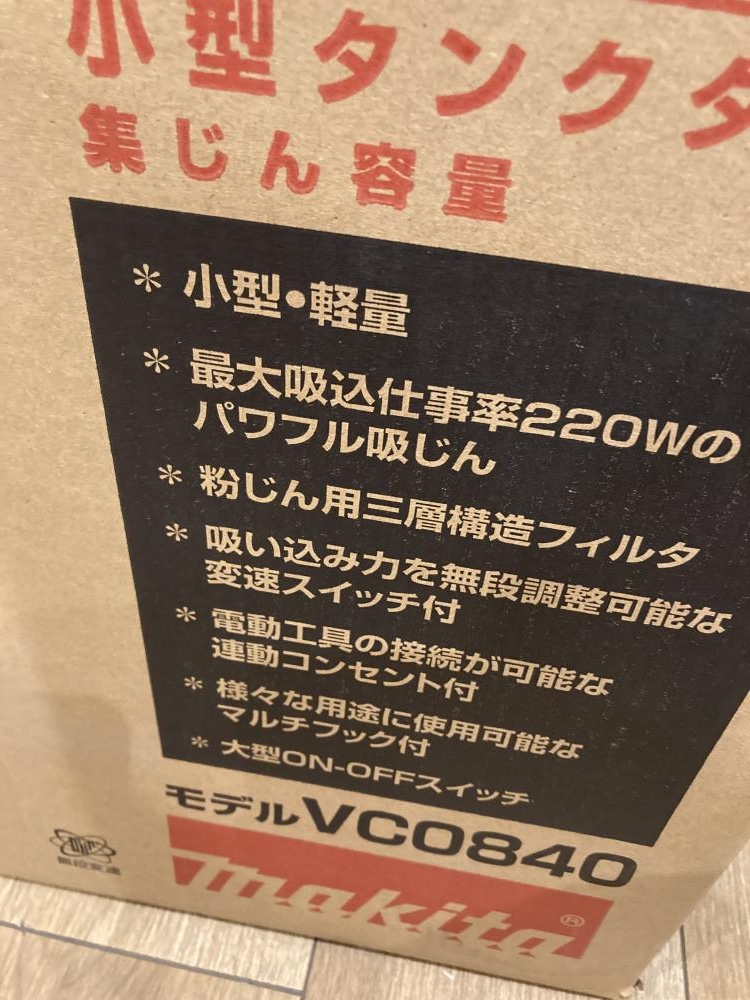 小型タンクタ
集じん容量
* 小型・軽量
* 最大吸込仕事率220Wの
パワフル吸じん
* 粉じん用三層構造フィルタ
* 吸い込み力を無段調整可能な
変速スイッチ付
* 電動工具の接続が可能な
連動コンセント付
* 様々な用途に使用可能な
マルチフック付
* 大型ON-OFFスイッチ
モデルVC0840
無段変速
makita®